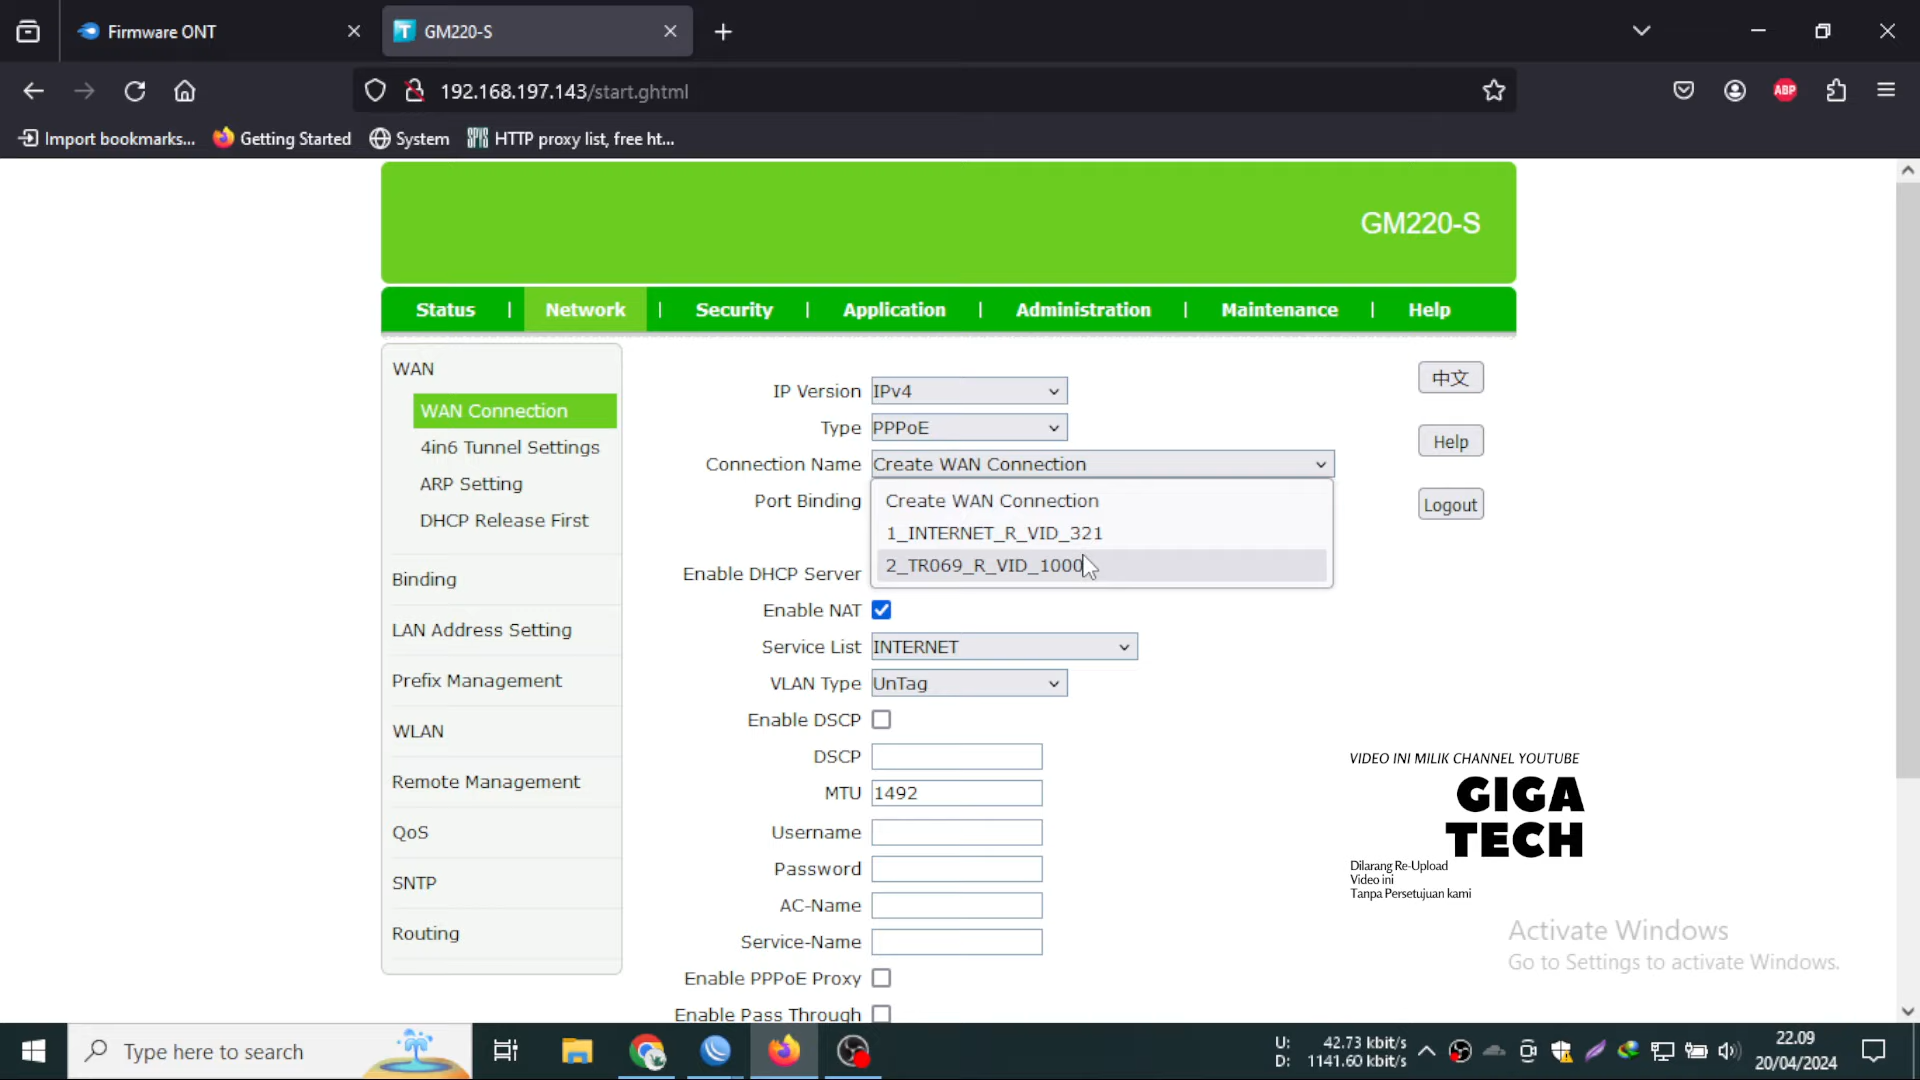 Firmware ONT
GM220-S
192.168.197.143/start.ghtml
ABP
Import bookmarks...
Getting Started
System
HTTP proxy list, free ht...
GM220-S
Status | Network | Security | Application | Administration | Maintenance | Help
WAN
WAN Connection
4in6 Tunnel Settings
ARP Setting
DHCP Release First
Binding
LAN Address Setting
Prefix Management
WLAN
Remote Management
QoS
SNTP
Routing
IP Version IPv4
Type PPPoE
Connection Name Create WAN Connection
Port Binding
Create WAN Connection
1_INTERNET_R_VID_321
2_TR069_R_VID_1000
Enable DHCP Server
Enable NAT
Service List INTERNET
VLAN Type UnTag
Enable DSCP
DSCP
MTU 1492
Username
Password
AC-Name
Service-Name
Enable PPPoE Proxy
Enable Pass Through
中文
Help
Logout
VIDEO INI MILIK CHANNEL YOUTUBE
GIGA
TECH
Dilarang Re-Upload
Video ini
Tanpa Persetujuan kami
Activate Windows
Go to Settings to activate Windows.
Type here to search
U: 42.73 kbit/s
D: 1141.60 kbit/s
22.09
20/04/2024